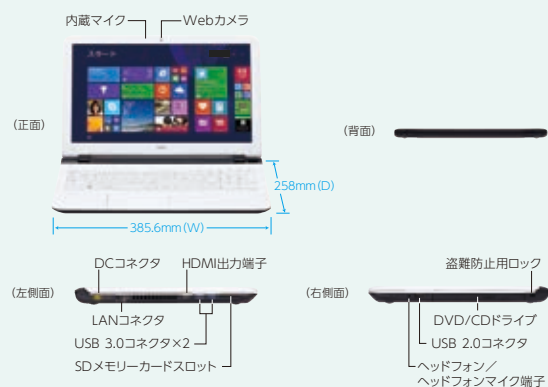 内蔵マイク
Webカメラ
スタート
(正面)
(背面)
258mm(D)
385.6mm(W)
DCコネクタ
HDMI出力端子
(左側面)
LANコネクタ
USB 3.0コネクタ×2
SDメモリーカードスロット
盗難防止用ロック
(右側面)
DVD/CDドライブ
USB 2.0コネクタ
ヘッドフォン/
ヘッドフォンマイク端子